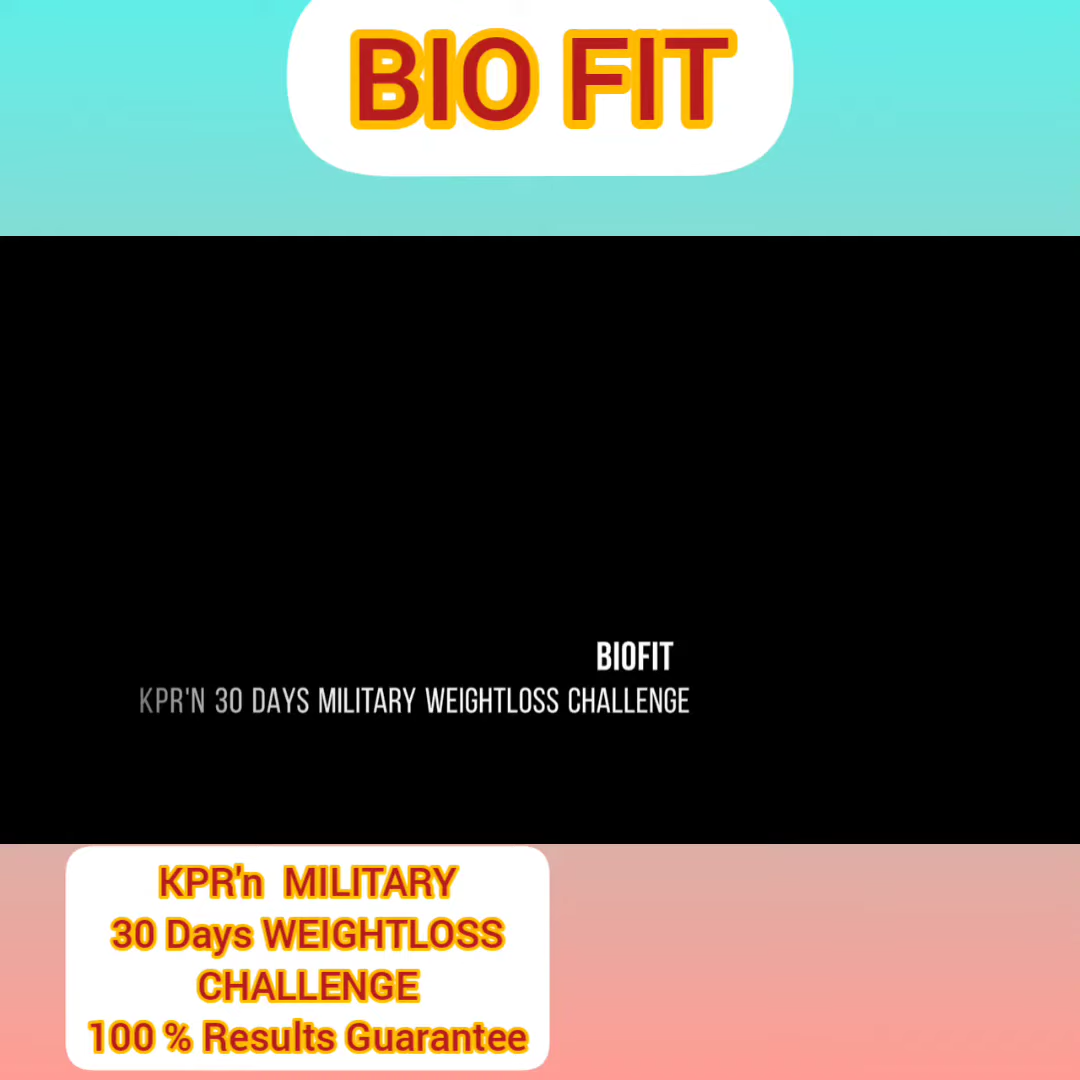 BIO FIT
BIOFIT
KPR'N 30 DAYS MILITARY WEIGHTLOSS CHALLENGE
KPR'n MILITARY
30 Days WEIGHTLOSS
CHALLENGE
100 % Results Guarantee